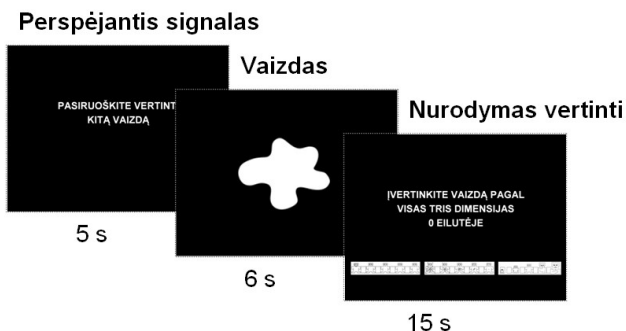 Perspėjantis signalas
PASIRUOŠKITE VERTINT
KITĄ VAIZDĄ
5 s
Vaizdas
6 s
Nurodymas vertinti
ĮVERTINKITE VAIZDĄ PAGAL
VISAS TRIS DIMENSIJAS
0 EILUTĖJE
15 s